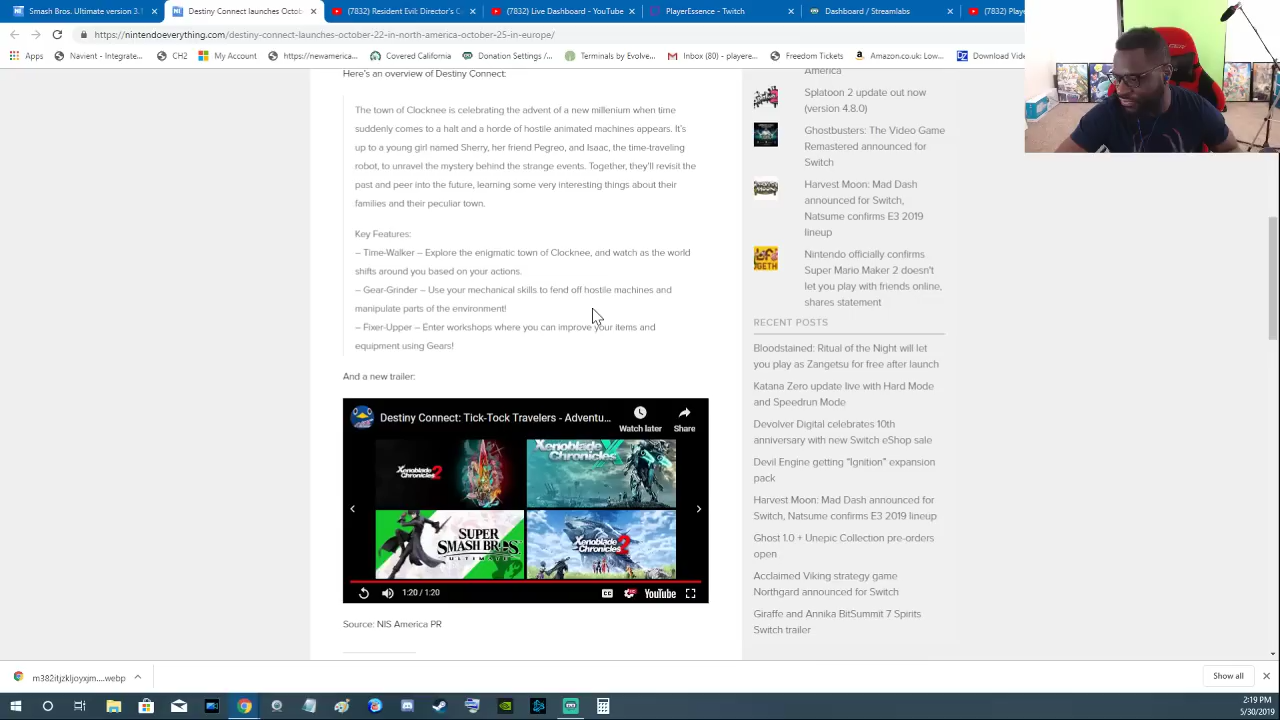 Smash Bros. Ultimate version 3.
Destiny Connect launches Octob
(7832) Resident Evil: Director's C
(7832) Live Dashboard - YouTube
PlayerEssence - Twitch
Dashboard / Streamlabs
(7832) Play
https://nintendoeverything.com/destiny-connect-launches-october-22-in-north-america-october-25-in-europe/
Apps
Navient - Integrate...
CH2
My Account
https://newamerica...
Covered California
Donation Settings /...
Terminals by Evolve...
Inbox (80) - playere...
Freedom Tickets
Amazon.co.uk: Low...
Download Vid
Here's an overview of Destiny Connect:
The town of Clocknee is celebrating the advent of a new millenium when time
suddenly comes to a halt and a horde of hostile animated machines appears. It's
up to a young girl named Sherry, her friend Pegreo, and Isaac, the time-traveling
robot, to unravel the mystery behind the strange events. Together, they'll revisit the
past and peer into the future, learning some very interesting things about their
families and their peculiar town.
Key Features:
– Time-Walker – Explore the enigmatic town of Clocknee, and watch as the world
shifts around you based on your actions.
– Gear-Grinder – Use your mechanical skills to fend off hostile machines and
manipulate parts of the environment!
– Fixer-Upper – Enter workshops where you can improve your items and
equipment using Gears!
And a new trailer:
Destiny Connect: Tick-Tock Travelers - Adventu...
Watch later
Share
Xenoblade Chronicles 2
Xenoblade Chronicles X
SUPER SMASH BROS. ULTIMATE
Xenoblade Chronicles 2
1:20 / 1:20
CC
YouTube
Source: NIS America PR
America
Splatoon 2 update out now
(version 4.8.0)
Ghostbusters: The Video Game
Remastered announced for
Switch
Harvest Moon: Mad Dash
announced for Switch,
Natsume confirms E3 2019
lineup
Nintendo officially confirms
Super Mario Maker 2 doesn't
let you play with friends online,
shares statement
RECENT POSTS
Bloodstained: Ritual of the Night will let
you play as Zangetsu for free after launch
Katana Zero update live with Hard Mode
and Speedrun Mode
Devolver Digital celebrates 10th
anniversary with new Switch eShop sale
Devil Engine getting “Ignition” expansion
pack
Harvest Moon: Mad Dash announced for
Switch, Natsume confirms E3 2019 lineup
Ghost 1.0 + Unepic Collection pre-orders
open
Acclaimed Viking strategy game
Northgard announced for Switch
Giraffe and Annika BitSummit 7 Spirits
Switch trailer
m382itjzkljoyxjm....webp
Show all
2:19 PM
5/30/2019